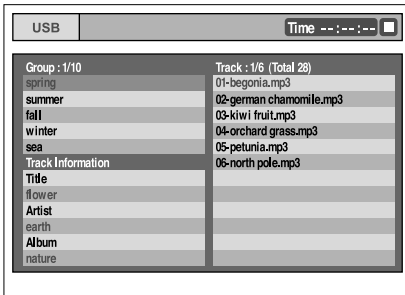 USB
Time --:--:--
Group : 1/10
spring
summer
fall
winter
sea
Track Information
Title
flower
Artist
earth
Album
nature
Track : 1/6 (Total 28)
01-begonia.mp3
02-german chamomile.mp3
03-kiwi fruit.mp3
04-orchard grass.mp3
05-petunia.mp3
06-north pole.mp3